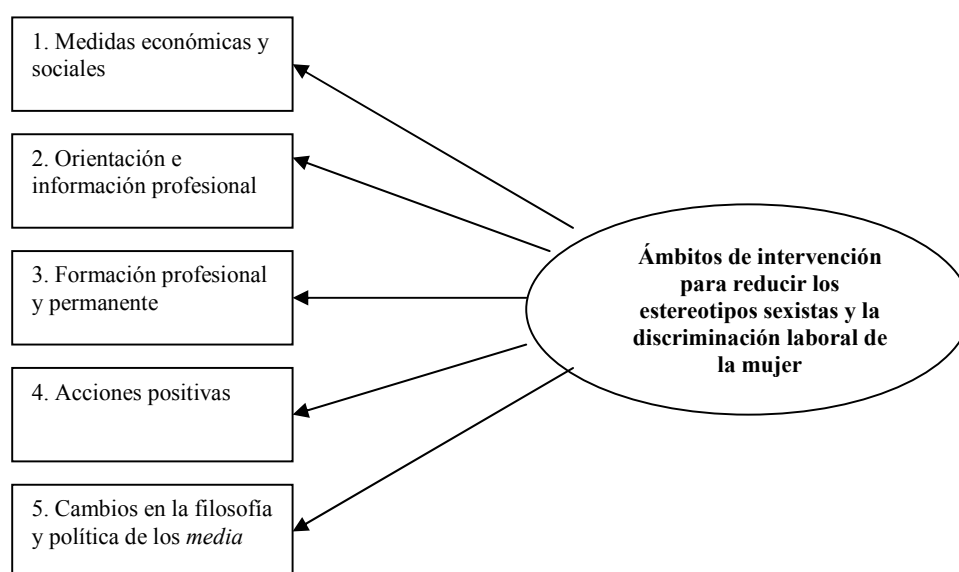 1. Medidas económicas y
sociales
2. Orientación e
información profesional
3. Formación profesional
y permanente
4. Acciones positivas
5. Cambios en la filosofía
y política de los media
Ámbitos de intervención
para reducir los
estereotipos sexistas y la
discriminación laboral de
la mujer